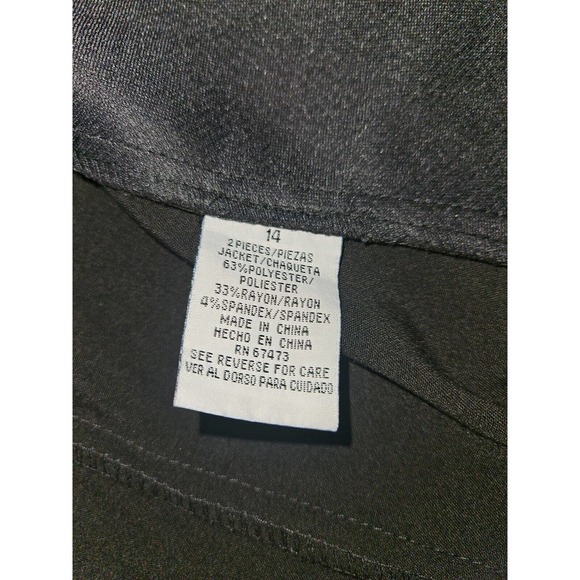 14
2 PIECES/PIEZAS
JACKET/CHAQUETA
63%POLYESTER/
POLIESTER
33%RAYON/RAYON
4%SPANDEX/SPANDEX
MADE IN CHINA
HECHO EN CHINA
RN 67473
SEE REVERSE FOR CARE
VER AL DORSO PARA CUIDADO